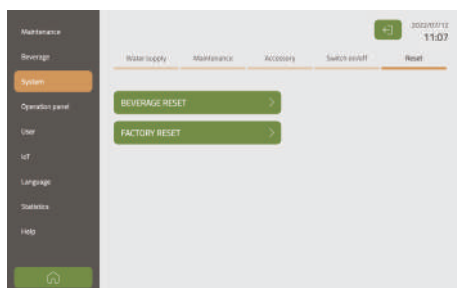 Maintenance
Beverage
System
Operation panel
User
IoT
Language
Statistics
Help
2022/07/12
11:07
Water supply
Maintenance
Accessory
Switch on/off
Reset
BEVERAGE RESET
FACTORY RESET